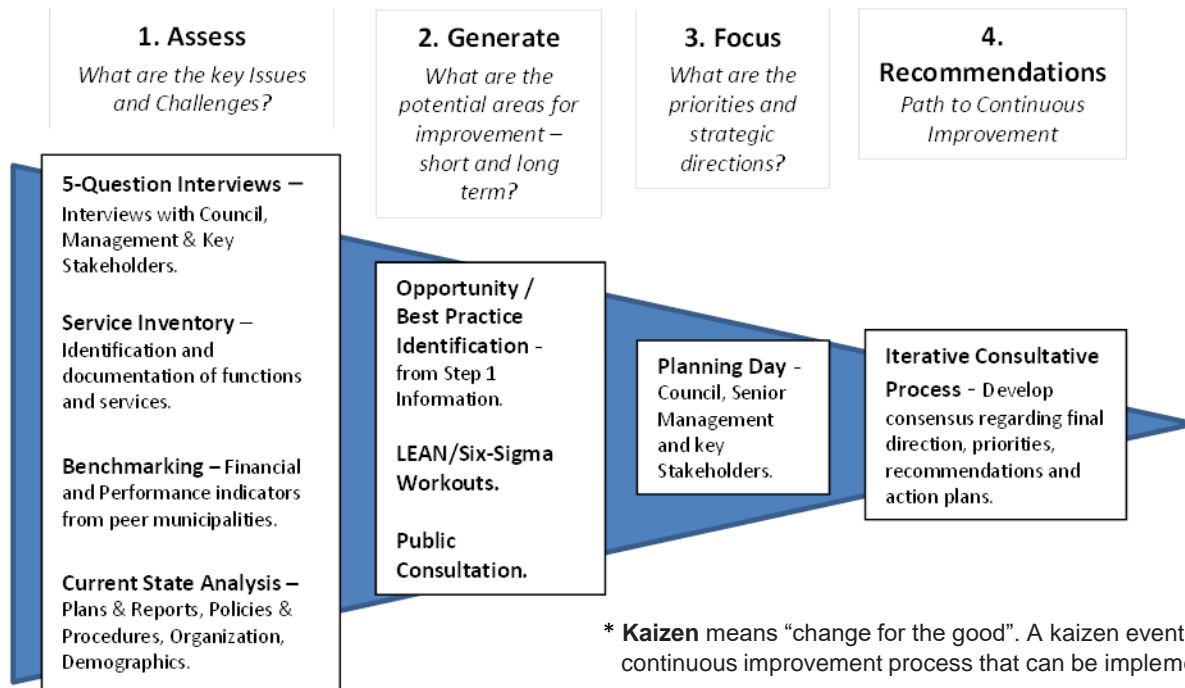 1. Assess
What are the key Issues
and Challenges?
2. Generate
What are the
potential areas for
improvement –
short and long
term?
3. Focus
What are the
priorities and
strategic
directions?
4.
Recommendations
Path to Continuous
Improvement
5-Question Interviews –
Interviews with Council,
Management & Key
Stakeholders.
Service Inventory –
Identification and
documentation of functions
and services.
Benchmarking – Financial
and Performance indicators
from peer municipalities.
Current State Analysis –
Plans & Reports, Policies &
Procedures, Organization,
Demographics.
Opportunity /
Best Practice
Identification -
from Step 1
Information.
LEAN/Six-Sigma
Workouts.
Public
Consultation.
Planning Day -
Council, Senior
Management
and key
Stakeholders.
Iterative Consultative
Process - Develop
consensus regarding final
direction, priorities,
recommendations and
action plans.
* Kaizen means “change for the good”. A kaizen event
continuous improvement process that can be